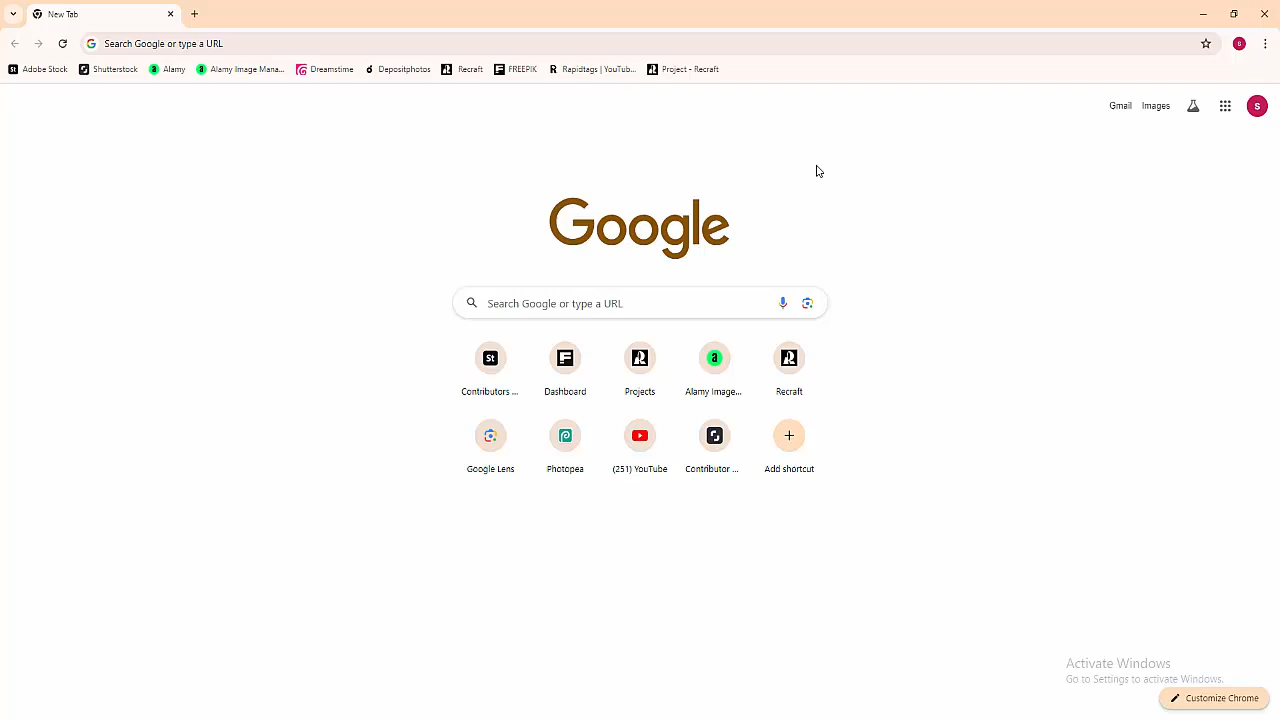 New Tab
Search Google or type a URL
S
Adobe Stock
Shutterstock
Alamy
Alamy Image Mana...
Dreamstime
Depositphotos
Recraft
FREEPIK
Rapidtags | YouTub...
Project - Recraft
Gmail
Images
S
Google
Search Google or type a URL
St
Contributors ...
Dashboard
Projects
a
Alamy Image...
Recraft
Google Lens
Photopea
(251) YouTube
Contributor ...
Add shortcut
Activate Windows
Go to Settings to activate Windows.
Customize Chrome